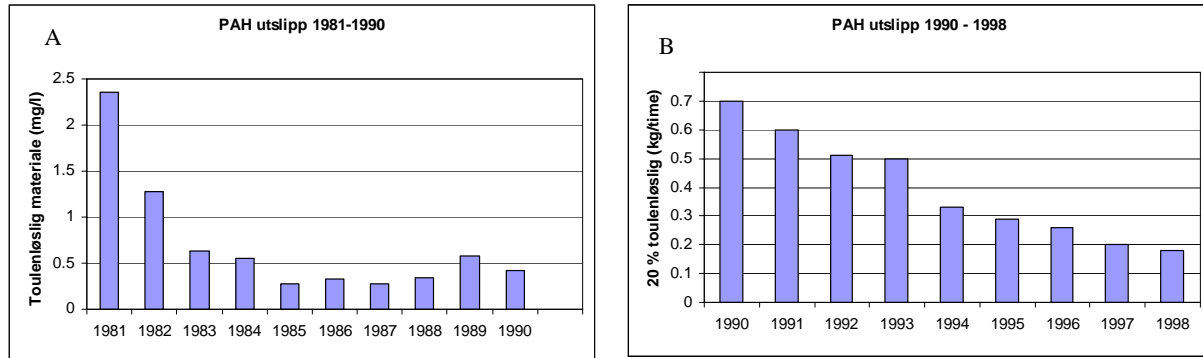 PAH utslipp 1981-1990
A
Toulenløslig materiale (mg/l)
2.5
2
1.5
1
0.5
0
1981 1982 1983 1984 1985 1986 1987 1988 1989 1990
PAH utslipp 1990 - 1998
B
20 % toulenløslig (kg/time)
0.7
0.6
0.5
0.4
0.3
0.2
0.1
0
1990 1991 1992 1993 1994 1995 1996 1997 1998